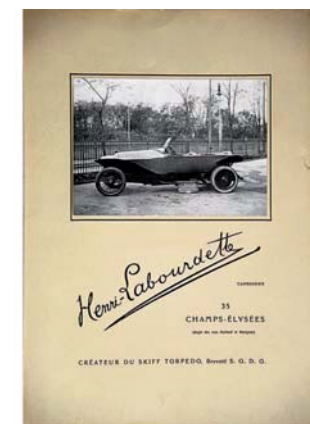 Henri-Labourdette
CARROSSIER
35
CHAMPS-ÉLYSÉES
CRÉATEUR DU SKIFF TORPEDO, Breveté S. G. D. G.